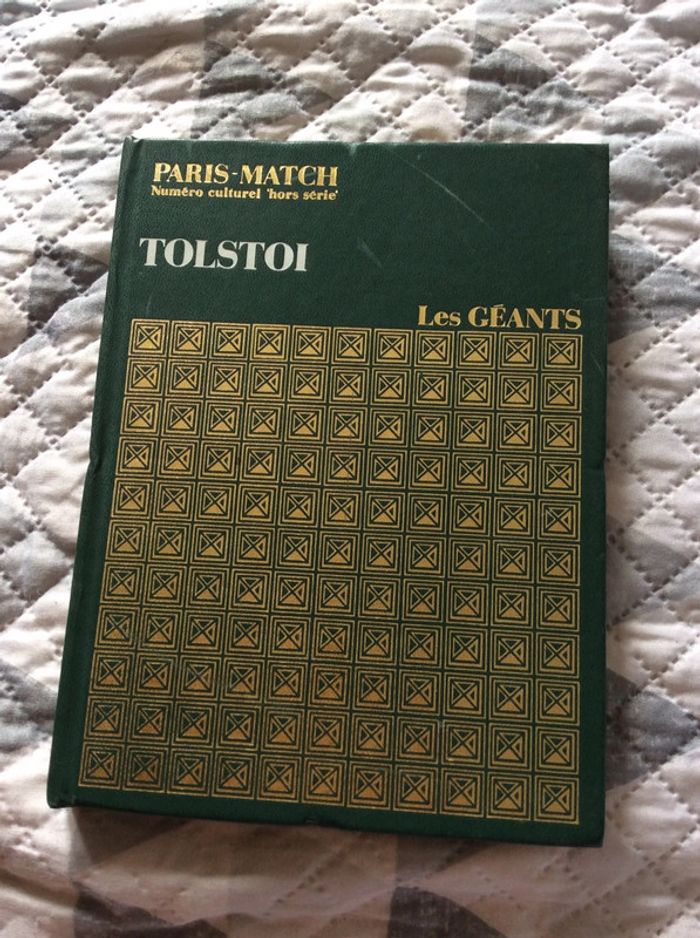 PARIS-MATCH
Numéro culturel 'hors série'
TOLSTOI
Les GÉANTS